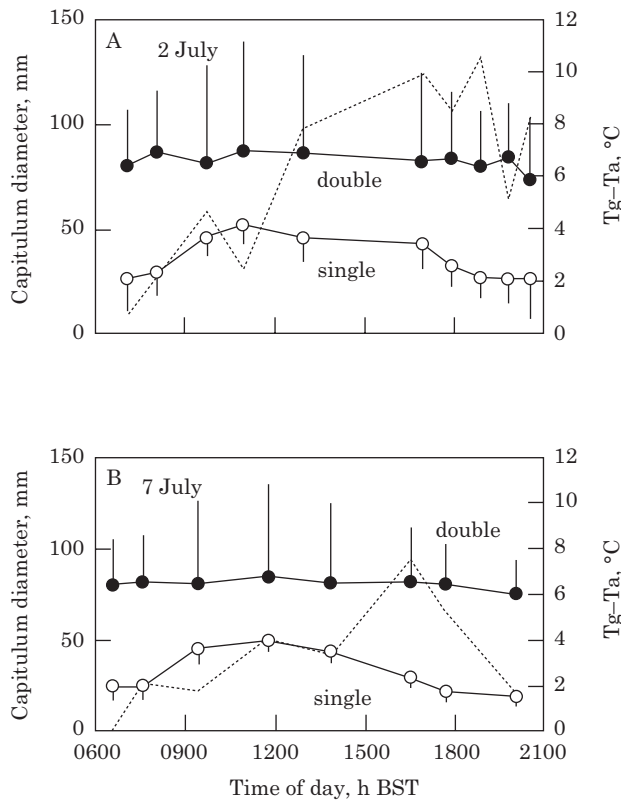 150
100
50
0
Capitulum diameter, mm
A
2 July
double
single
12
10
8
6
4
2
0
Tg–Ta, °C
150
100
50
0
Capitulum diameter, mm
B
7 July
double
single
12
10
8
6
4
2
0
Tg–Ta, °C
0600 0900 1200 1500 1800 2100
Time of day, h BST